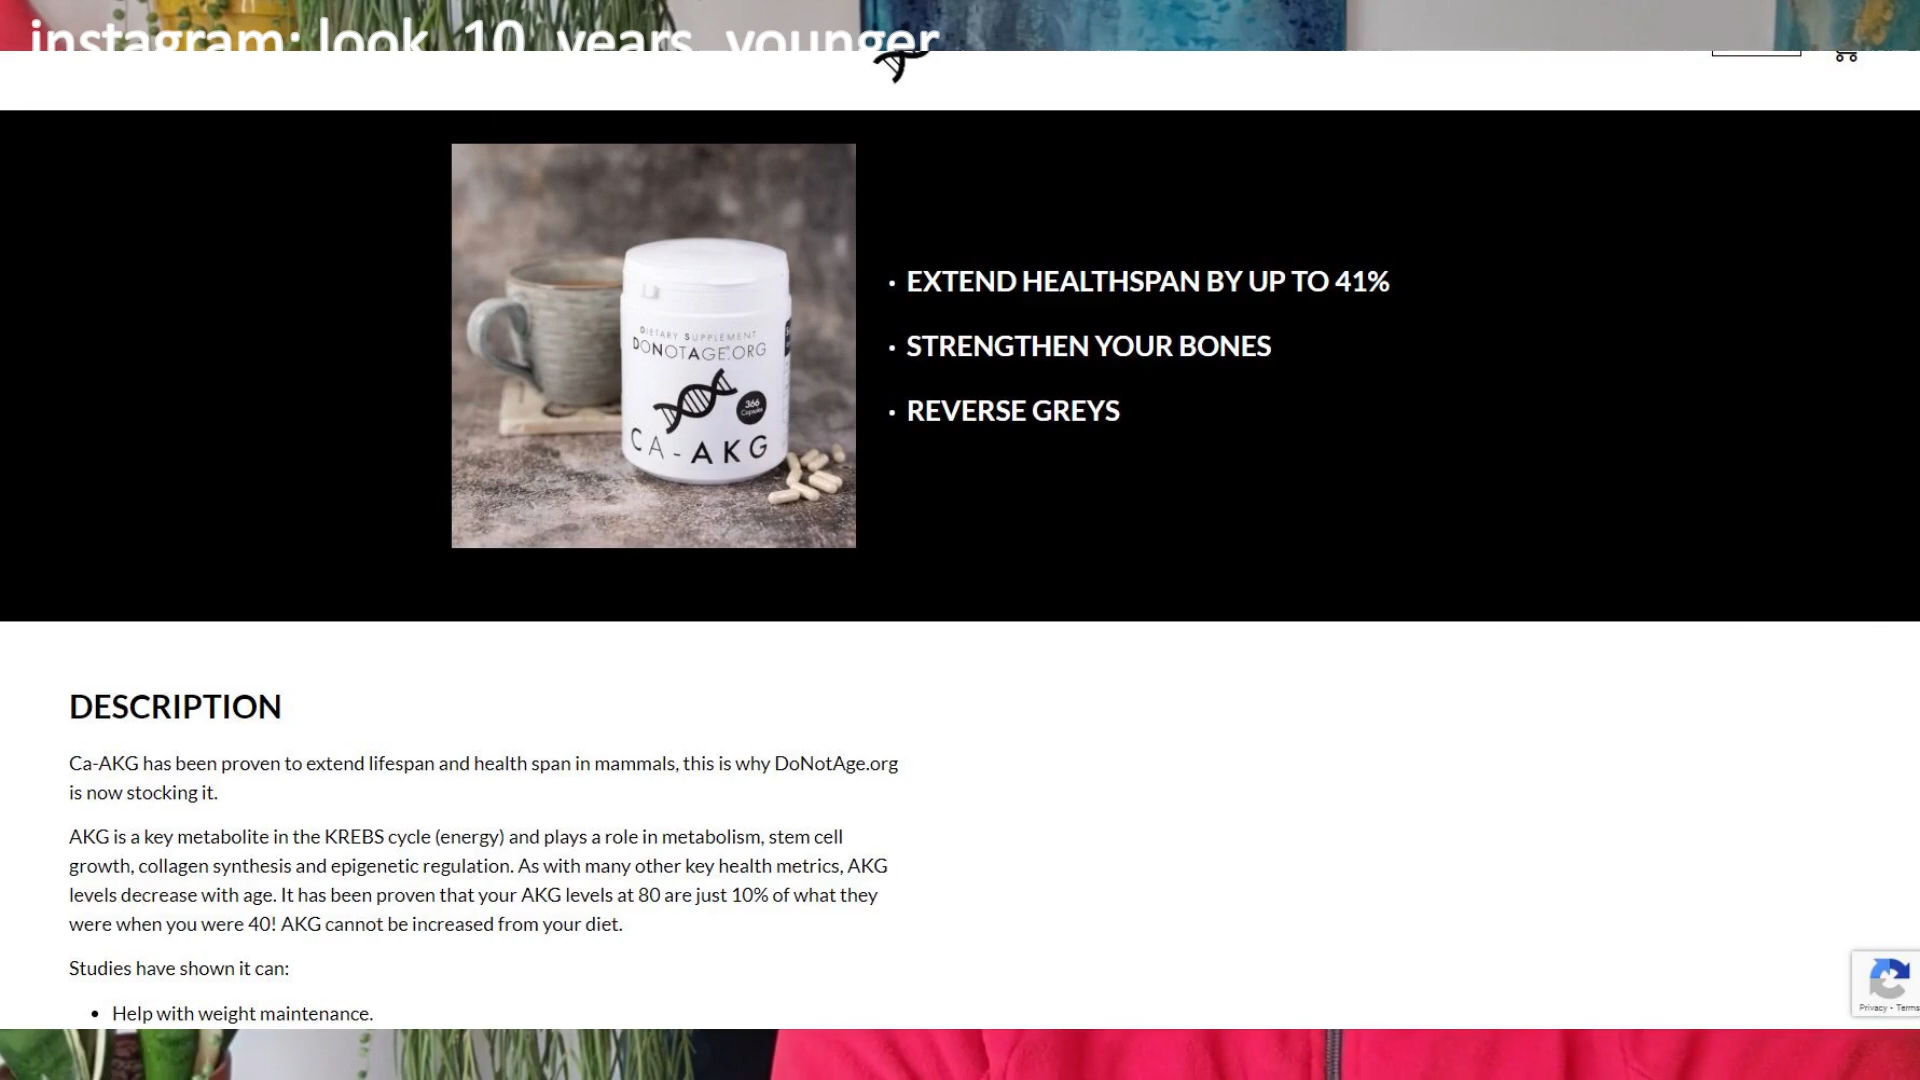 instagram: look_10_years_younger
DIETARY SUPPLEMENT
DONOTAGE.ORG
366
Capsules
CA-AKG
• EXTEND HEALTHSPAN BY UP TO 41%
• STRENGTHEN YOUR BONES
• REVERSE GREYS
DESCRIPTION
Ca-AKG has been proven to extend lifespan and health span in mammals, this is why DoNotAge.org
is now stocking it.
AKG is a key metabolite in the KREBS cycle (energy) and plays a role in metabolism, stem cell
growth, collagen synthesis and epigenetic regulation. As with many other key health metrics, AKG
levels decrease with age. It has been proven that your AKG levels at 80 are just 10% of what they
were when you were 40! AKG cannot be increased from your diet.
Studies have shown it can:
• Help with weight maintenance.
Privacy - Terms